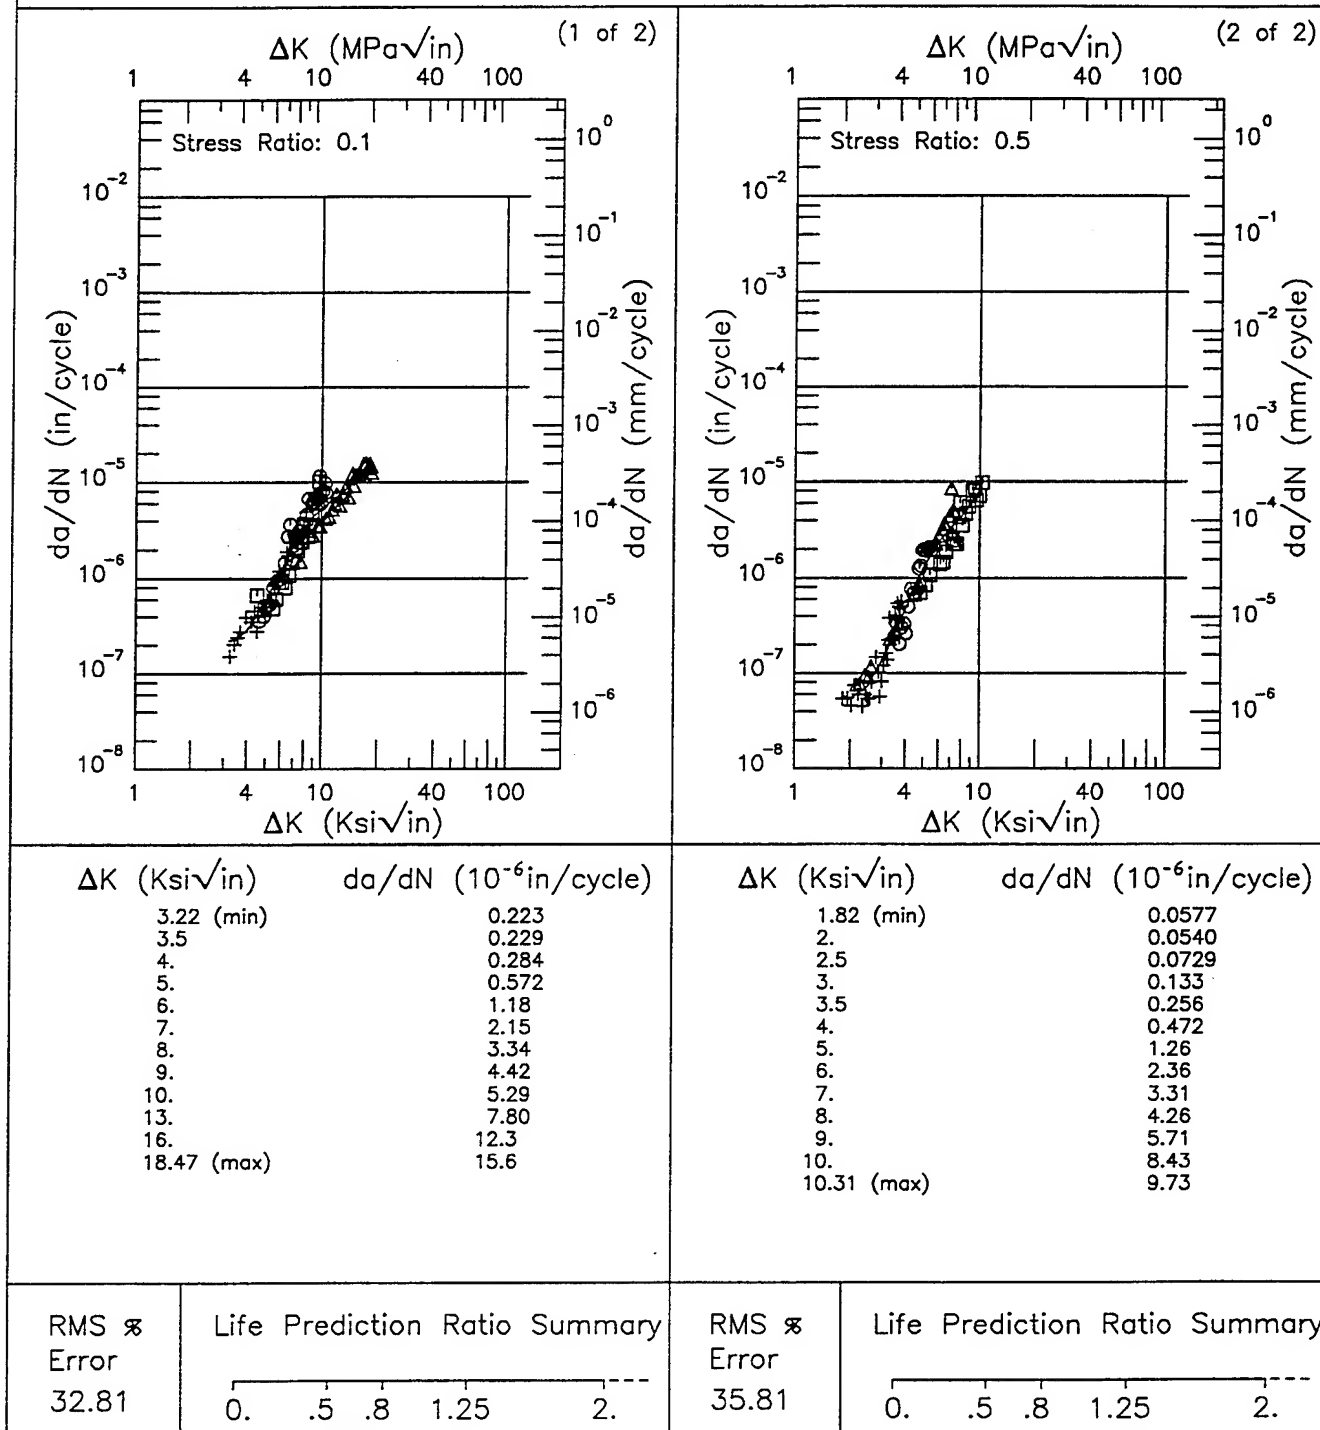 (1 of 2)
ΔK (MPa√in)
1 4 10 40 100
Stress Ratio: 0.1
10⁰
10⁻²
10⁻¹
10⁻³
10⁻²
10⁻⁴
10⁻³
10⁻⁵
10⁻⁴
10⁻⁶
10⁻⁵
10⁻⁷
10⁻⁶
10⁻⁸
da/dN (in/cycle)
da/dN (mm/cycle)
1 4 10 40 100
ΔK (Ksi√in)
ΔK (Ksi√in) da/dN (10⁻⁶in/cycle)
3.22 (min) 0.223
3.5 0.229
4. 0.284
5. 0.572
6. 1.18
7. 2.15
8. 3.34
9. 4.42
10. 5.29
13. 7.80
16. 12.3
18.47 (max) 15.6
RMS %
Error
32.81
Life Prediction Ratio Summary
0. .5 .8 1.25 2.
(2 of 2)
ΔK (MPa√in)
1 4 10 40 100
Stress Ratio: 0.5
10⁰
10⁻²
10⁻¹
10⁻³
10⁻²
10⁻⁴
10⁻³
10⁻⁵
10⁻⁴
10⁻⁶
10⁻⁵
10⁻⁷
10⁻⁶
10⁻⁸
da/dN (in/cycle)
da/dN (mm/cycle)
1 4 10 40 100
ΔK (Ksi√in)
ΔK (Ksi√in) da/dN (10⁻⁶in/cycle)
1.82 (min) 0.0577
2. 0.0540
2.5 0.0729
3. 0.133
3.5 0.256
4. 0.472
5. 1.26
6. 2.36
7. 3.31
8. 4.26
9. 5.71
10. 8.43
10.31 (max) 9.73
RMS %
Error
35.81
Life Prediction Ratio Summary
0. .5 .8 1.25 2.